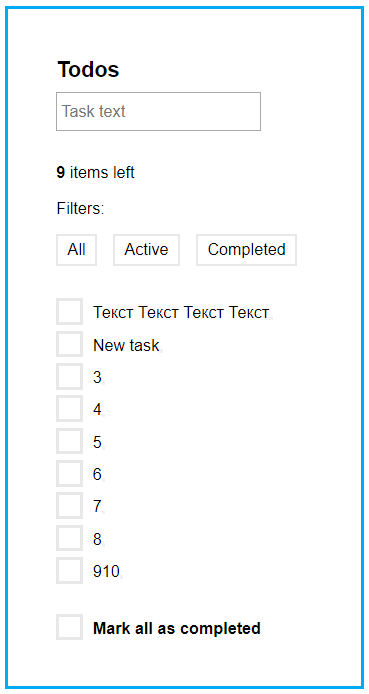 Todos
Task text
9 items left
Filters:
All Active Completed
Текст Текст Текст Текст
New task
3
4
5
6
7
8
910
Mark all as completed